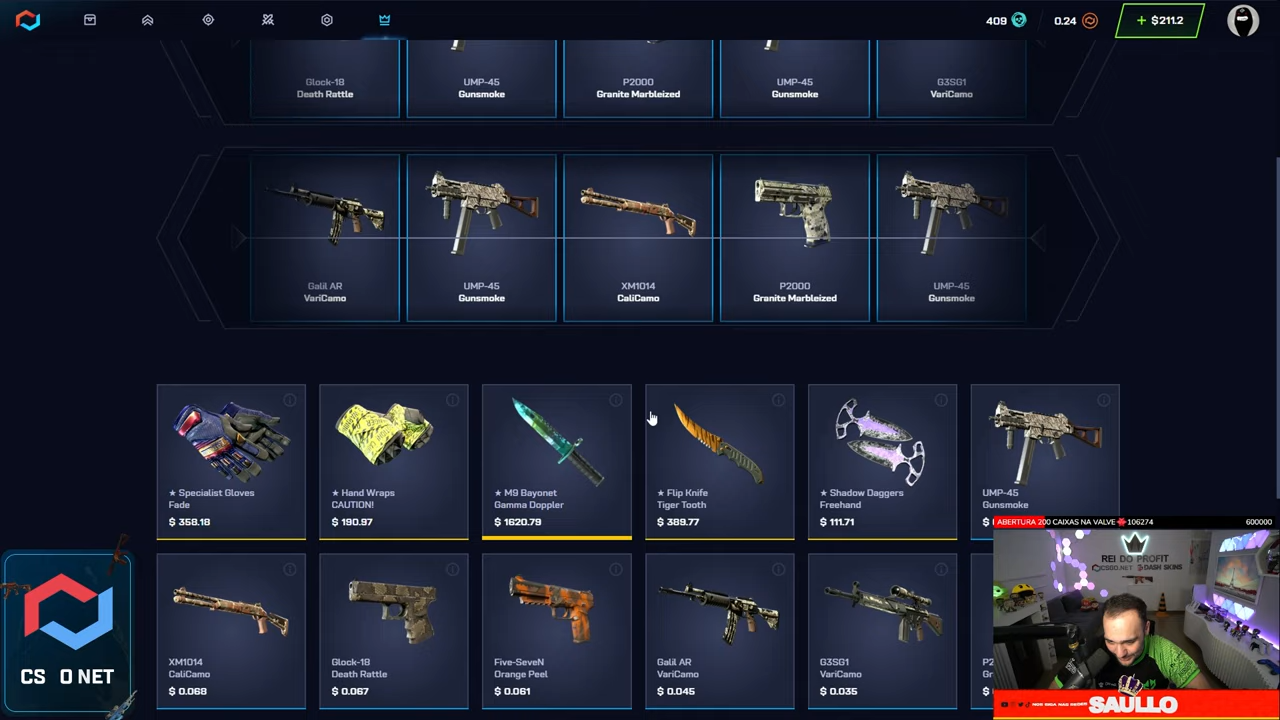 409
0.24
+ $211.2
Glock-18
Death Rattle
UMP-45
Gunsmoke
P2000
Granite Marbleized
UMP-45
Gunsmoke
G3SG1
VariCamo
Galil AR
VariCamo
UMP-45
Gunsmoke
XM1014
CaliCamo
P2000
Granite Marbleized
UMP-45
Gunsmoke
★ Specialist Gloves
Fade
$ 358.18
★ Hand Wraps
CAUTION!
$ 190.97
★ M9 Bayonet
Gamma Doppler
$ 1620.79
★ Flip Knife
Tiger Tooth
$ 389.77
★ Shadow Daggers
Freehand
$ 111.71
UMP-45
Gunsmoke
XM1014
CaliCamo
$ 0.068
Glock-18
Death Rattle
$ 0.067
Five-SeveN
Orange Peel
$ 0.061
Galil AR
VariCamo
$ 0.045
G3SG1
VariCamo
$ 0.035
ABERTURA 200 CAIXAS NA VALVE 106274
600000
REI DO PROFIT
CSGO.NET DASH SKINS
SAULLO
CS O NET